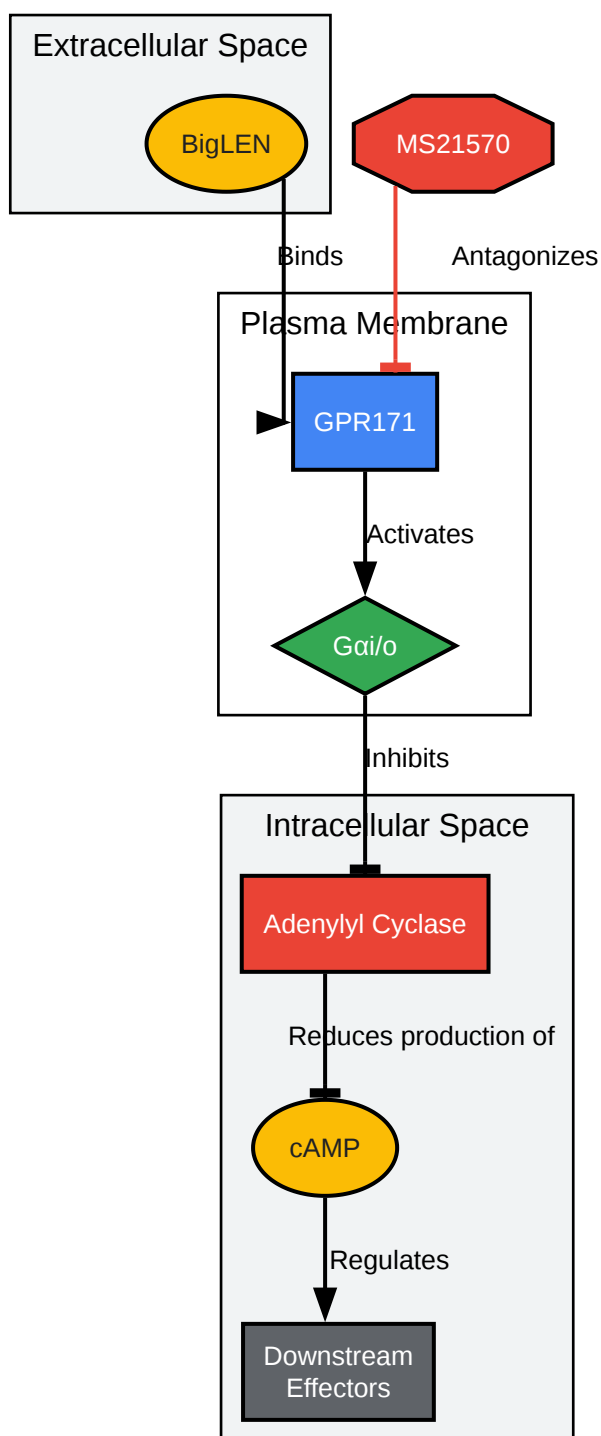 Extracellular Space
BigLEN
MS21570
Binds
Antagonizes
Plasma Membrane
GPR171
Activates
Gαi/o
Inhibits
Intracellular Space
Adenylyl Cyclase
Reduces production of
cAMP
Regulates
Downstream
Effectors